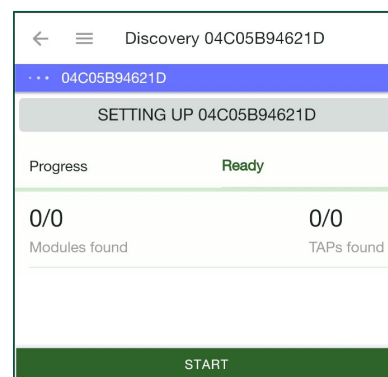 Discovery 04C05B94621D
04C05B94621D
SETTING UP 04C05B94621D
Progress Ready
0/0 0/0
Modules found TAPs found
START